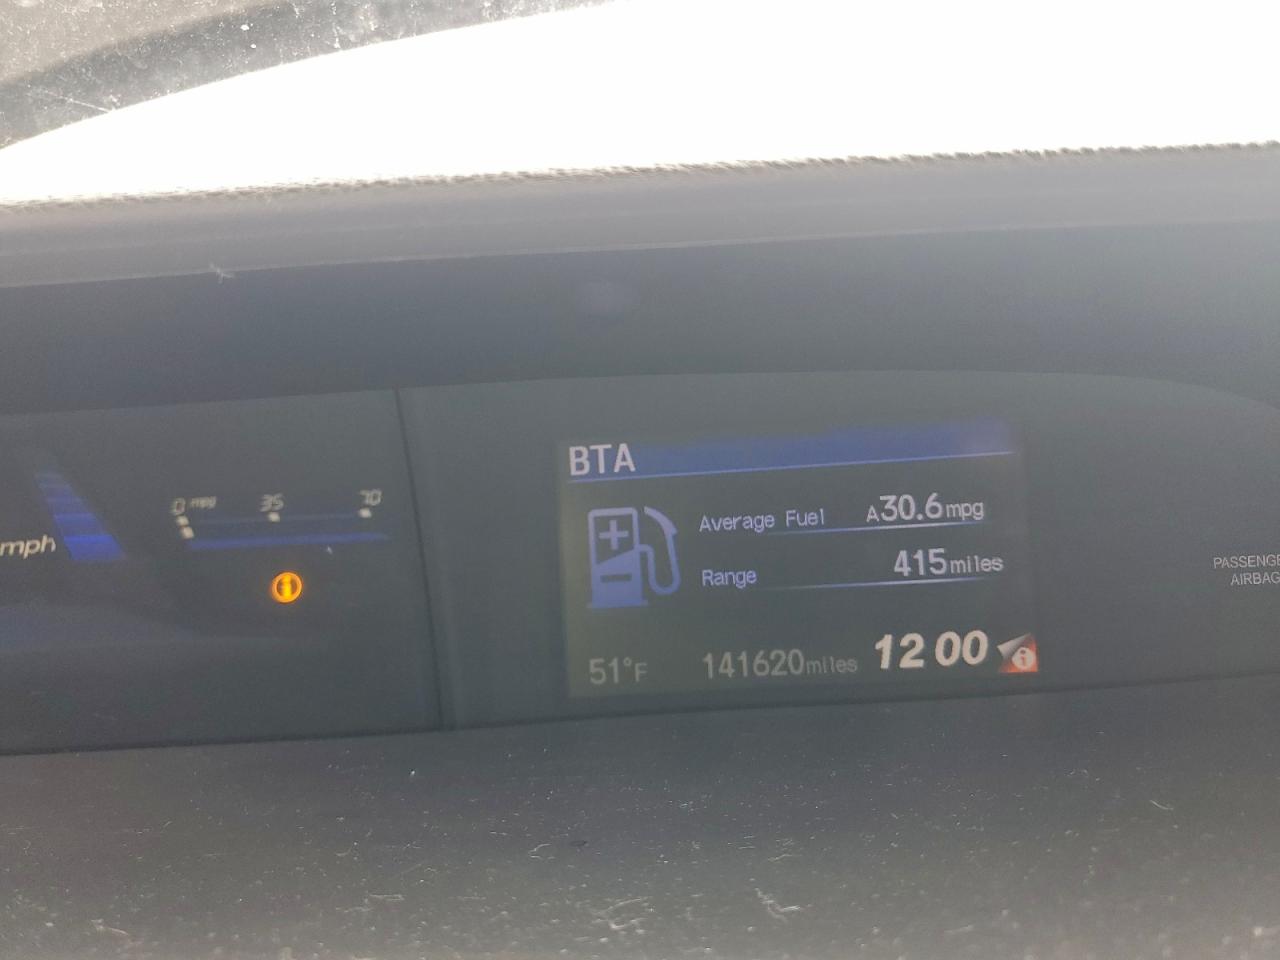 mph
0 mpg 35 70
BTA
Average Fuel A30.6mpg
Range 415miles
51°F 141620miles 12 00
PASSENGE
AIRBAG